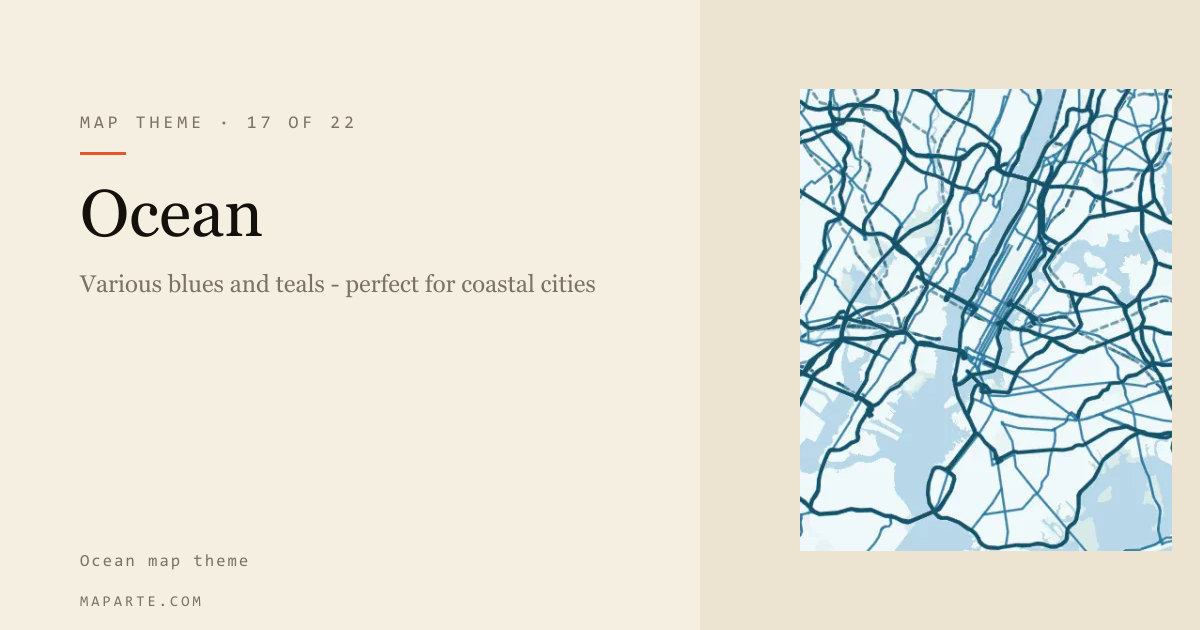 MAP THEME · 17 OF 22
Ocean
Various blues and teals - perfect for coastal cities
Ocean map theme
MAPARTE.COM